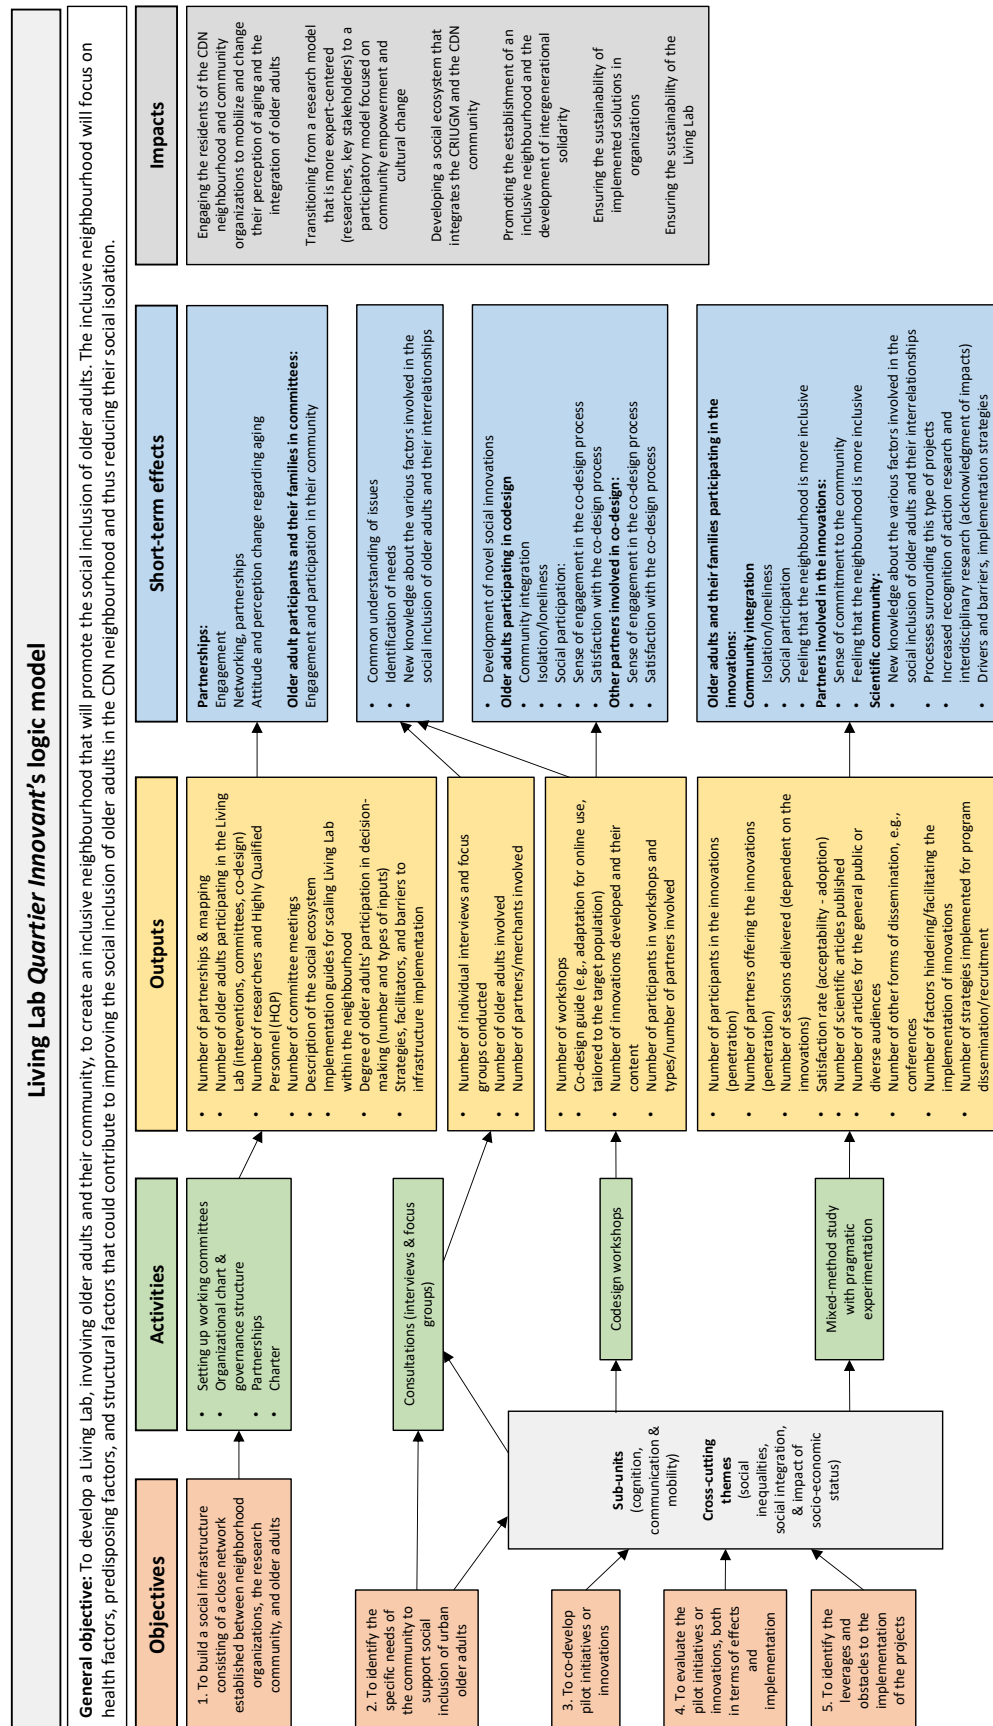 Living Lab Quartier Innovant's logic model
General objective: To develop a Living Lab, involving older adults and their community, to create an inclusive neighbourhood that will promote the social inclusion of older adults. The inclusive neighbourhood will focus on
health factors, predisposing factors, and structural factors that could contribute to improving the social inclusion of older adults in the CDN neighbourhood and thus reducing their social isolation.
Objectives
1. To build a social infrastructure
consisting of a close network
established between neighborhood
organizations, the research
community, and older adults
2. To identify the
specific needs of
the community to
support social
inclusion of urban
older adults
3. To co-develop
pilot initiatives or
innovations
4. To evaluate the
pilot initiatives or
innovations, both
in terms of effects
and
implementation
5. To identify the
leverages and
obstacles to the
implementation
of the projects
Sub-units
(cognition,
communication &
mobility)
Cross-cutting
themes
(social
inequalities,
social integration,
& impact of
socio-economic
status)
Activities
• Setting up working committees
• Organizational chart &
governance structure
• Partnerships
• Charter
Consultations (interviews & focus
groups)
Codesign workshops
Mixed-method study
with pragmatic
experimentation
Outputs
• Number of partnerships & mapping
• Number of older adults participating in the Living
Lab (interventions, committees, co-design)
• Number of researchers and Highly Qualified
Personnel (HQP)
• Number of committee meetings
• Description of the social ecosystem
• Implementation guides for scaling Living Lab
within the neighbourhood
• Degree of older adults' participation in decision-
making (number and types of inputs)
• Strategies, facilitators, and barriers to
infrastructure implementation
• Number of individual interviews and focus
groups conducted
• Number of older adults involved
• Number of partners/merchants involved
• Number of workshops
• Co-design guide (e.g., adaptation for online use,
tailored to the target population)
• Number of innovations developed and their
content
• Number of participants in workshops and
types/number of partners involved
• Number of participants in the innovations
(penetration)
• Number of partners offering the innovations
(penetration)
• Number of sessions delivered (dependent on the
innovations)
• Satisfaction rate (acceptability - adoption)
• Number of scientific articles published
• Number of articles for the general public or
diverse audiences
• Number of other forms of dissemination, e.g.,
conferences
• Number of factors hindering/facilitating the
implementation of innovations
• Number of strategies implemented for program
dissemination/recruitment
Short-term effects
Partnerships:
• Engagement
• Networking, partnerships
• Attitude and perception change regarding aging
Older adult participants and their families in committees:
• Engagement and participation in their community
• Common understanding of issues
• Identification of needs
• New knowledge about the various factors involved in the
social inclusion of older adults and their interrelationships
• Development of novel social innovations
Older adults participating in codesign
• Community integration
• Isolation/loneliness
• Social participation:
• Sense of engagement in the co-design process
• Satisfaction with the co-design process
Other partners involved in co-design:
• Sense of engagement in the co-design process
• Satisfaction with the co-design process
Older adults and their families participating in the
innovations:
Community integration
• Isolation/loneliness
• Social participation
• Feeling that the neighbourhood is more inclusive
Partners involved in the innovations:
• Sense of commitment to the community
• Feeling that the neighbourhood is more inclusive
Scientific community:
• New knowledge about the various factors involved in the
social inclusion of older adults and their interrelationships
• Processes surrounding this type of projects
• Increased recognition of action research and
interdisciplinary research (acknowledgment of impacts)
• Drivers and barriers, implementation strategies
Impacts
Engaging the residents of the CDN
neighbourhood and community
organizations to mobilize and change
their perception of aging and the
integration of older adults
Transitioning from a research model
that is more expert-centered
(researchers, key stakeholders) to a
participatory model focused on
community empowerment and
cultural change
Developing a social ecosystem that
integrates the CRIUGM and the CDN
community
Promoting the establishment of an
inclusive neighbourhood and the
development of intergenerational
solidarity
Ensuring the sustainability of
implemented solutions in
organizations
Ensuring the sustainability of the
Living Lab